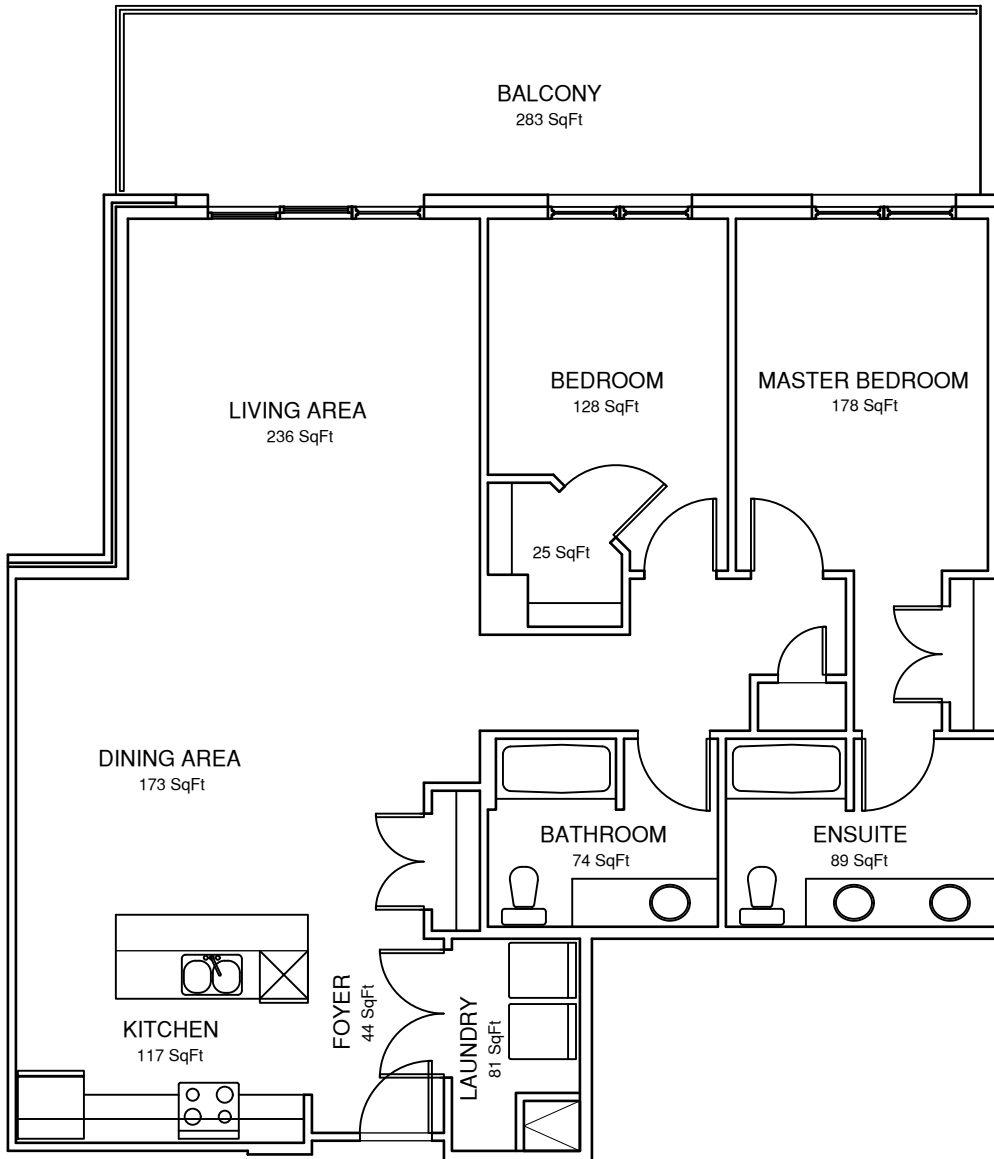 BALCONY
283 SqFt
LIVING AREA
236 SqFt
BEDROOM
128 SqFt
MASTER BEDROOM
178 SqFt
25 SqFt
DINING AREA
173 SqFt
BATHROOM
74 SqFt
ENSUITE
89 SqFt
KITCHEN
117 SqFt
FOYER
44 SqFt
LAUNDRY
81 SqFt